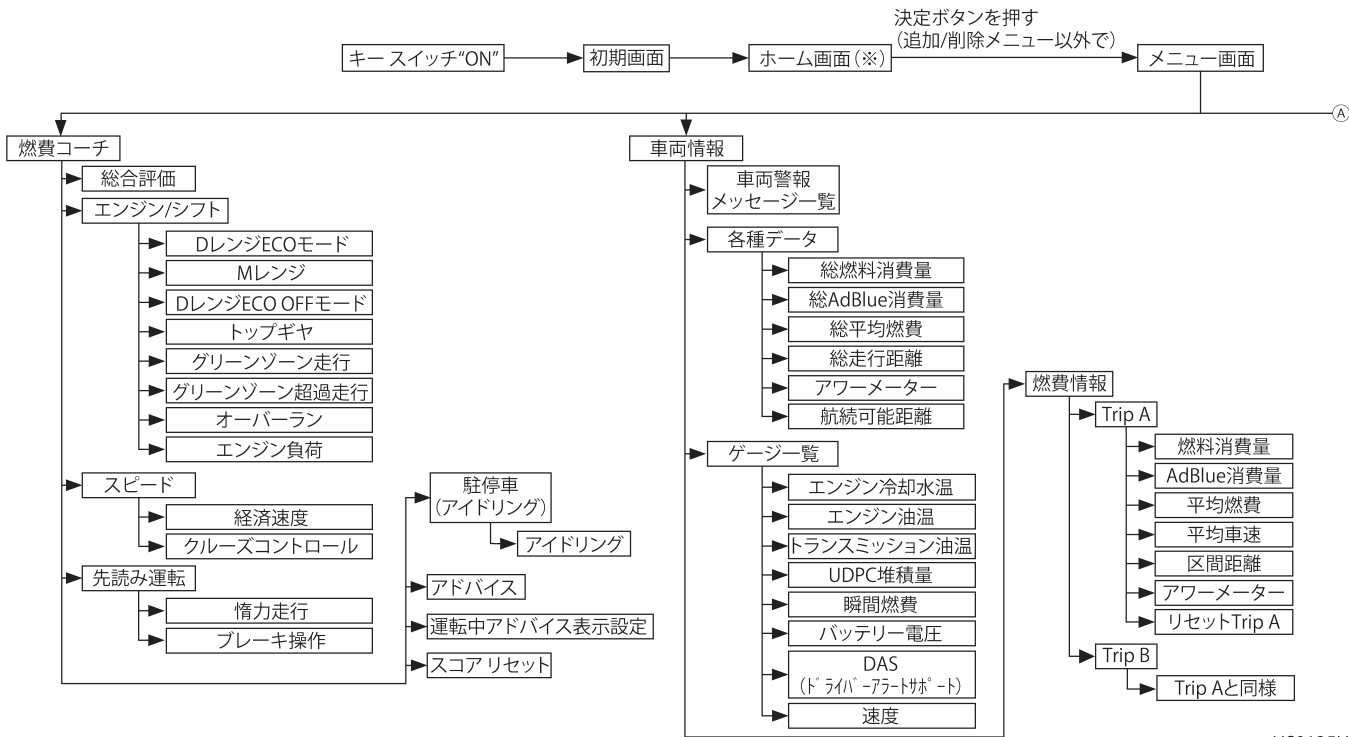 決定ボタンを押す
(追加/削除メニュー以外で)
キー スイッチ“ON”
初期画面
ホーム画面(※)
メニュー画面
Ⓐ
燃費コーチ
総合評価
エンジン/シフト
DレンジECOモード
Mレンジ
DレンジECO OFFモード
トップギヤ
グリーンゾーン走行
グリーンゾーン超過走行
オーバーラン
エンジン負荷
スピード
経済速度
クルーズコントロール
先読み運転
惰力走行
ブレーキ操作
駐停車
(アイドリング)
アイドリング
アドバイス
運転中アドバイス表示設定
スコア リセット
車両情報
車両警報
メッセージ一覧
各種データ
総燃料消費量
総AdBlue消費量
総平均燃費
総走行距離
アワーメーター
航続可能距離
ゲージ一覧
エンジン冷却水温
エンジン油温
トランスミッション油温
UDPC堆積量
瞬間燃費
バッテリー電圧
DAS
(ﾄﾞﾗｲﾊﾞｰｱﾗｰﾄｻﾎﾟｰﾄ)
速度
燃費情報
Trip A
燃料消費量
AdBlue消費量
平均燃費
平均車速
区間距離
アワーメーター
リセットTrip A
Trip B
Trip Aと同様